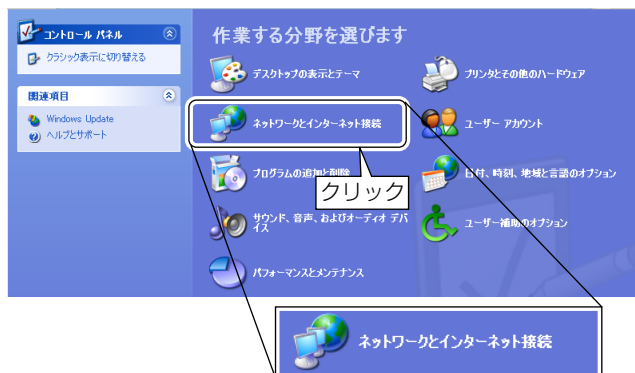 コントロール パネル
クラシック表示に切り替える
関連項目
Windows Update
ヘルプとサポート
作業する分野を選びます
デスクトップの表示とテーマ
プリンタとその他のハードウェア
ネットワークとインターネット接続
ユーザー アカウント
プログラムの追加と削除
日付、時刻、地域と言語のオプション
クリック
サウンド、音声、およびオーディオ デバ
イス
ユーザー補助のオプション
パフォーマンスとメンテナンス
ネットワークとインターネット接続